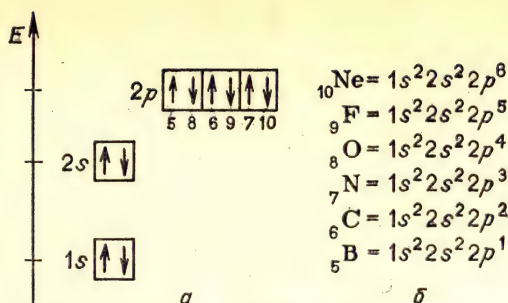 E
2p ↑↓ ↑↓ ↑↓
5 8 6 9 7 10
2s ↑↓
1s ↑↓
а
₁₀Ne = 1s²2s²2p⁶
₉F = 1s²2s²2p⁵
₈O = 1s²2s²2p⁴
₇N = 1s²2s²2p³
₆C = 1s²2s²2p²
₅B = 1s²2s²2p¹
б